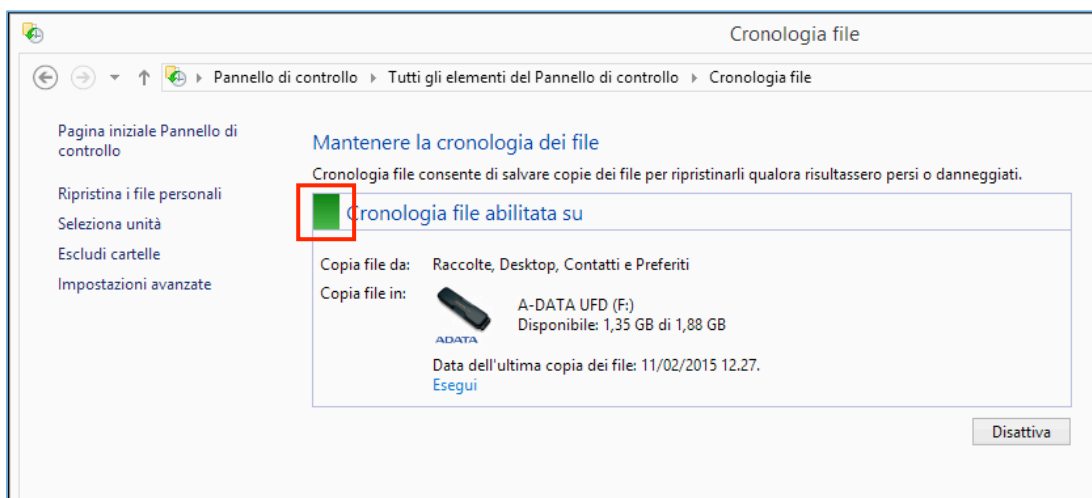 Cronologia file
Pannello di controllo Tutti gli elementi del Pannello di controllo Cronologia file
Pagina iniziale Pannello di
controllo
Ripristina i file personali
Seleziona unità
Escludi cartelle
Impostazioni avanzate
Mantenere la cronologia dei file
Cronologia file consente di salvare copie dei file per ripristinarli qualora risultassero persi o danneggiati.
Cronologia file abilitata su
Copia file da: Raccolte, Desktop, Contatti e Preferiti
Copia file in:
ADATA
A-DATA UFD (F:)
Disponibile: 1,35 GB di 1,88 GB
Data dell'ultima copia dei file: 11/02/2015 12.27.
Esegui
Disattiva